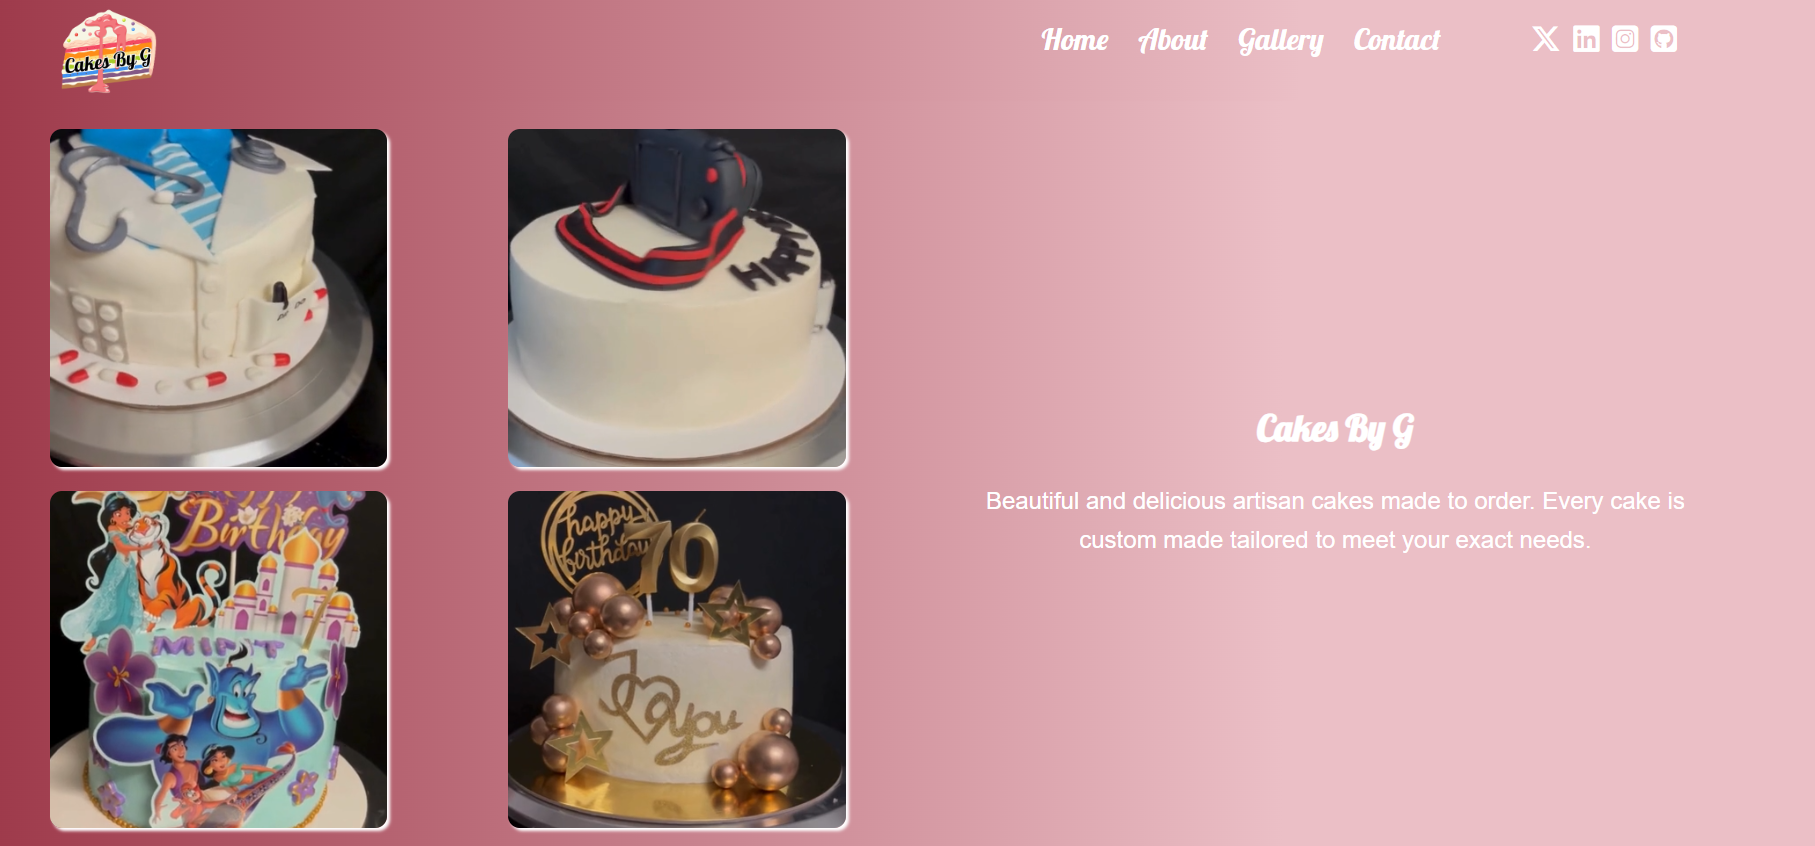 Cakes By G
Home About Gallery Contact
HAPPY
Birthday
7
happy
birthday
70
I
You
Cakes By G
Beautiful and delicious artisan cakes made to order. Every cake is
custom made tailored to meet your exact needs.